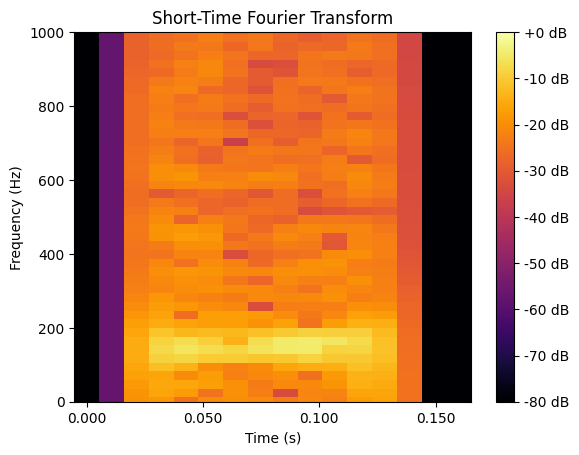 Short-Time Fourier Transform
Frequency (Hz)
1000
800
600
400
200
0
0.000
0.050
0.100
0.150
Time (s)
+0 dB
-10 dB
-20 dB
-30 dB
-40 dB
-50 dB
-60 dB
-70 dB
-80 dB